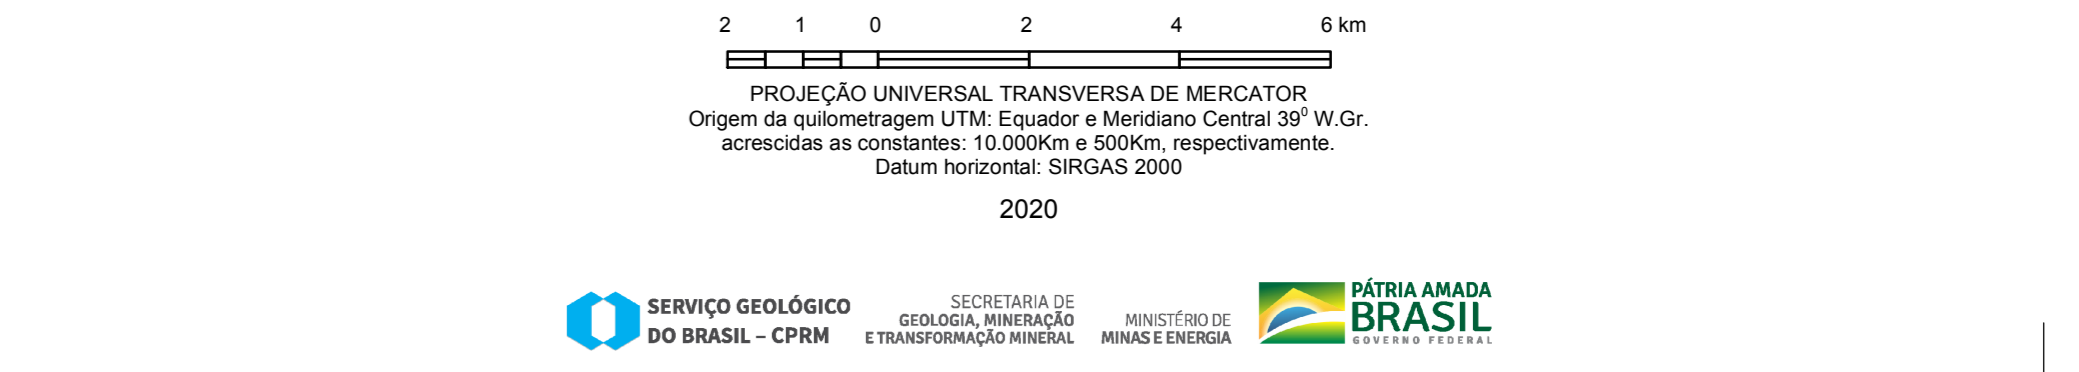 2 1 0 2 4 6 km
PROJEÇÃO UNIVERSAL TRANSVERSA DE MERCATOR
Origem da quilometragem UTM: Equador e Meridiano Central 39⁰ W.Gr.
acrescidas as constantes: 10.000Km e 500Km, respectivamente.
Datum horizontal: SIRGAS 2000
2020
SERVIÇO GEOLÓGICO
DO BRASIL – CPRM
SECRETARIA DE
GEOLOGIA, MINERAÇÃO
E TRANSFORMAÇÃO MINERAL
MINISTÉRIO DE
MINAS E ENERGIA
PÁTRIA AMADA
BRASIL
GOVERNO FEDERAL